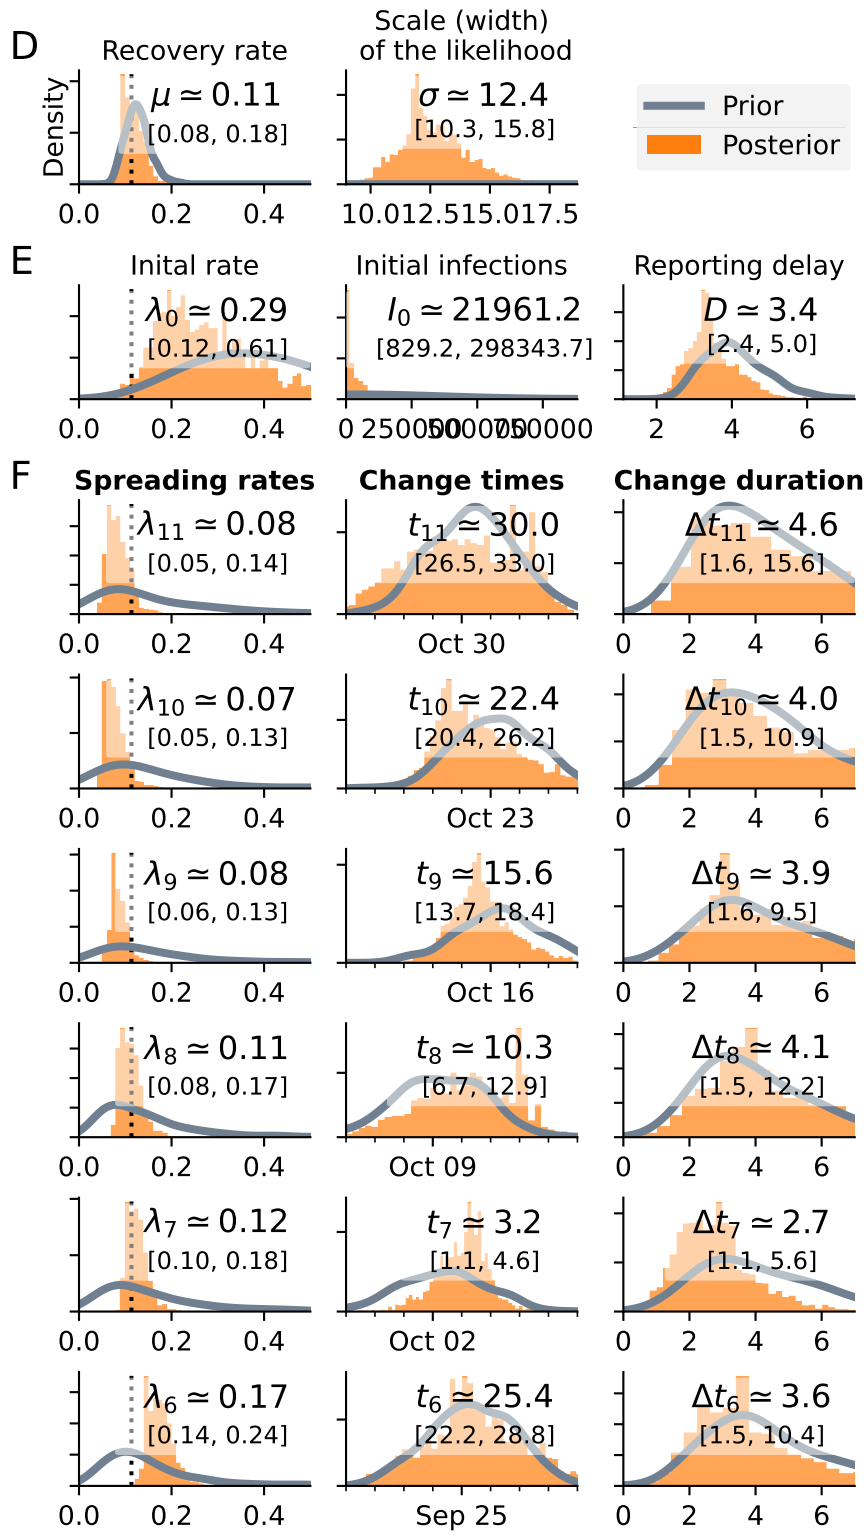 D
Recovery rate
Scale (width)
of the likelihood
Density
μ ≃ 0.11
[0.08, 0.18]
σ ≃ 12.4
[10.3, 15.8]
Prior
Posterior
0.0 0.2 0.4
10.0 12.5 15.0 17.5
E
Inital rate
Initial infections
Reporting delay
λ₀ ≃ 0.29
[0.12, 0.61]
I₀ ≃ 21961.2
[829.2, 298343.7]
D ≃ 3.4
[2.4, 5.0]
0.0 0.2 0.4
0 250000 500000 750000
2 4 6
F
Spreading rates
Change times
Change duration
λ₁₁ ≃ 0.08
[0.05, 0.14]
t₁₁ ≃ 30.0
[26.5, 33.0]
Δt₁₁ ≃ 4.6
[1.6, 15.6]
0.0 0.2 0.4
Oct 30
0 2 4 6
λ₁₀ ≃ 0.07
[0.05, 0.13]
t₁₀ ≃ 22.4
[20.4, 26.2]
Δt₁₀ ≃ 4.0
[1.5, 10.9]
0.0 0.2 0.4
Oct 23
0 2 4 6
λ₉ ≃ 0.08
[0.06, 0.13]
t₉ ≃ 15.6
[13.7, 18.4]
Δt₉ ≃ 3.9
[1.6, 9.5]
0.0 0.2 0.4
Oct 16
0 2 4 6
λ₈ ≃ 0.11
[0.08, 0.17]
t₈ ≃ 10.3
[6.7, 12.9]
Δt₈ ≃ 4.1
[1.5, 12.2]
0.0 0.2 0.4
Oct 09
0 2 4 6
λ₇ ≃ 0.12
[0.10, 0.18]
t₇ ≃ 3.2
[1.1, 4.6]
Δt₇ ≃ 2.7
[1.1, 5.6]
0.0 0.2 0.4
Oct 02
0 2 4 6
λ₆ ≃ 0.17
[0.14, 0.24]
t₆ ≃ 25.4
[22.2, 28.8]
Δt₆ ≃ 3.6
[1.5, 10.4]
0.0 0.2 0.4
Sep 25
0 2 4 6